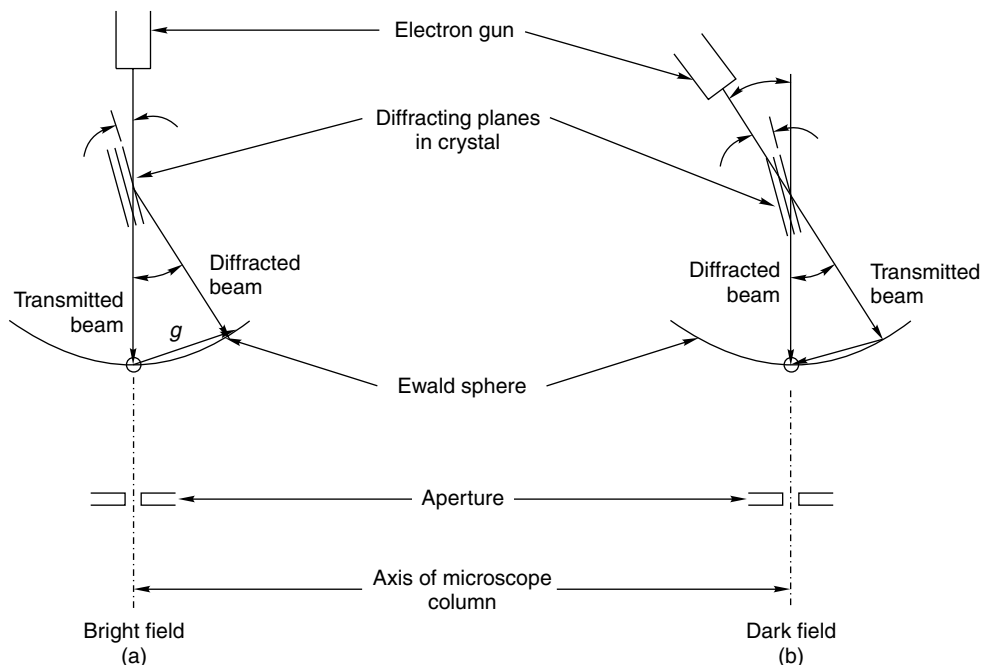 Electron gun
Diffracting planes
in crystal
Diffracted
beam
Transmitted
beam
g
Diffracted
beam
Transmitted
beam
Ewald sphere
Aperture
Axis of microscope
column
Bright field
(a)
Dark field
(b)